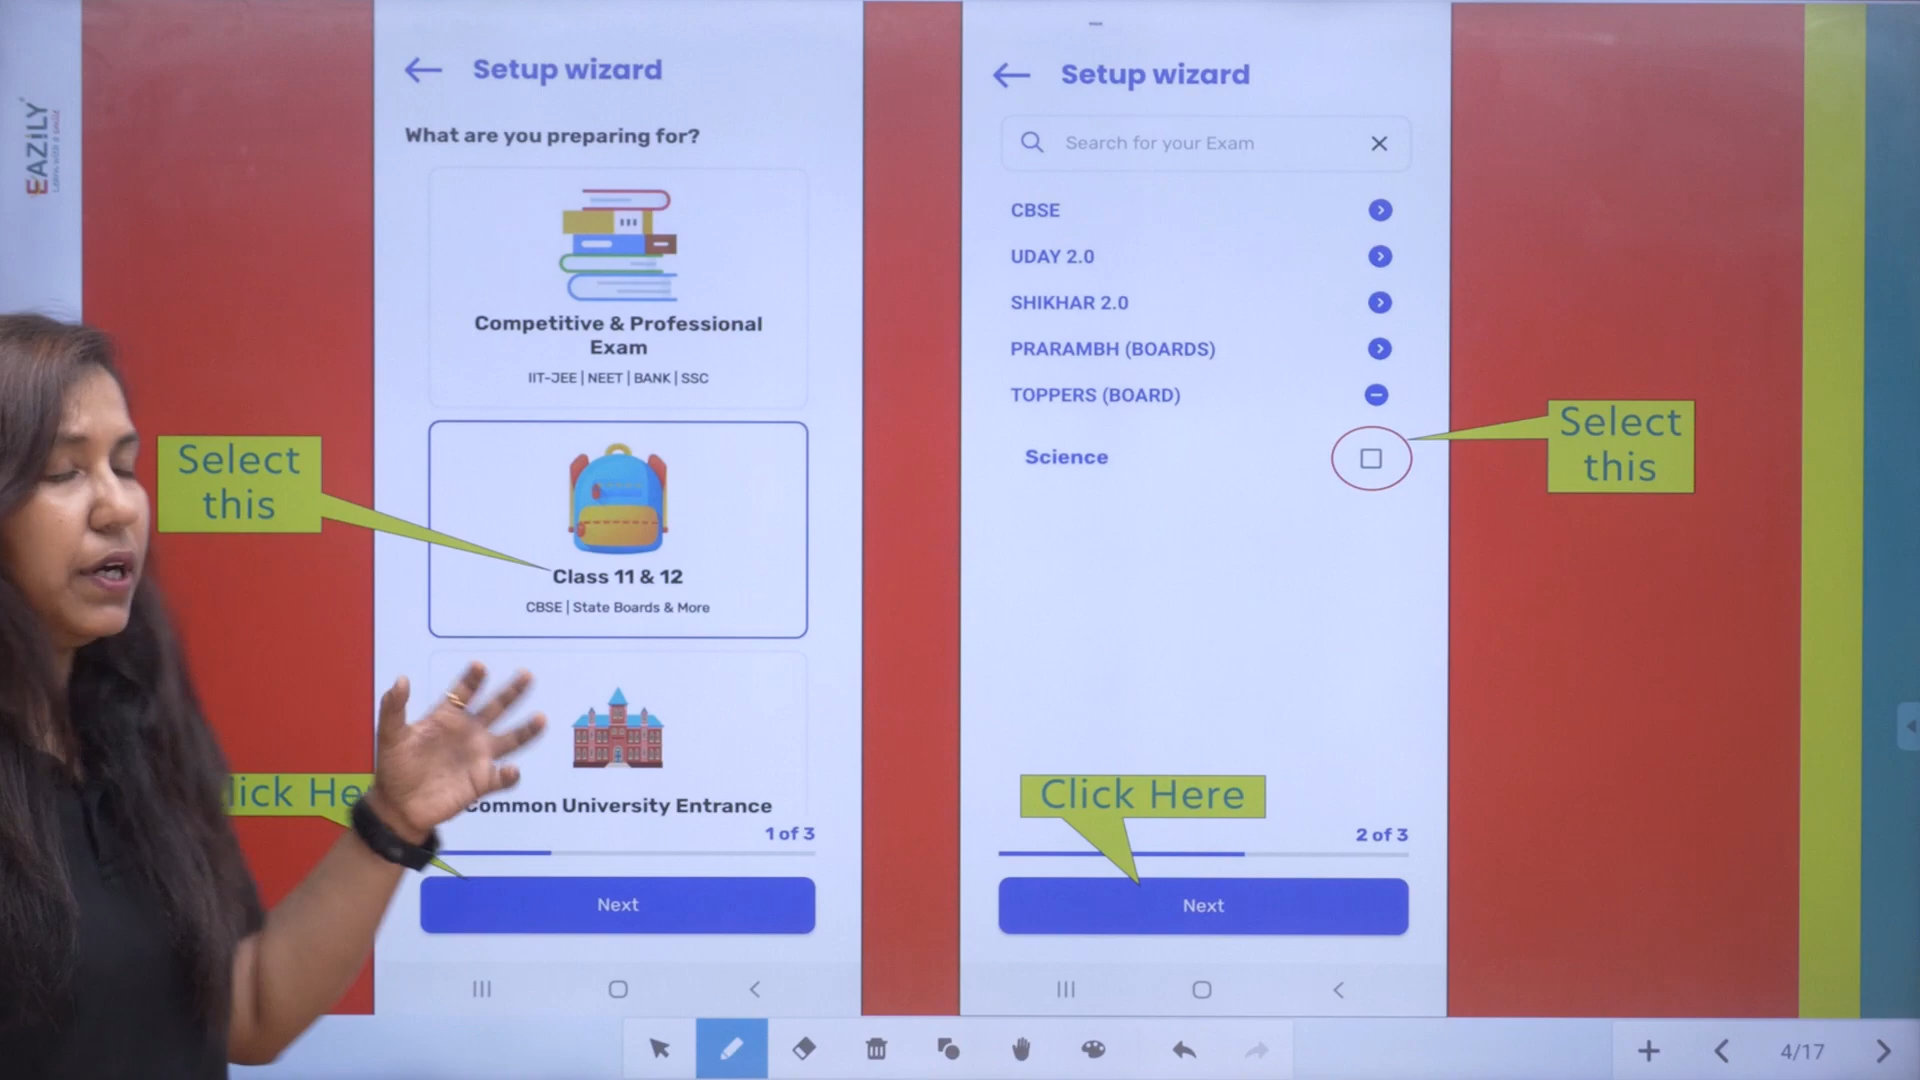 EAZILY
Setup wizard
What are you preparing for?
Competitive & Professional
Exam
IIT-JEE | NEET | BANK | SSC
Select
this
Class 11 & 12
CBSE | State Boards & More
lick He
Common University Entrance
1 of 3
Next
Setup wizard
Search for your Exam
CBSE
UDAY 2.0
SHIKHAR 2.0
PRARAMBH (BOARDS)
TOPPERS (BOARD)
Science
Select
this
Click Here
2 of 3
Next
4/17